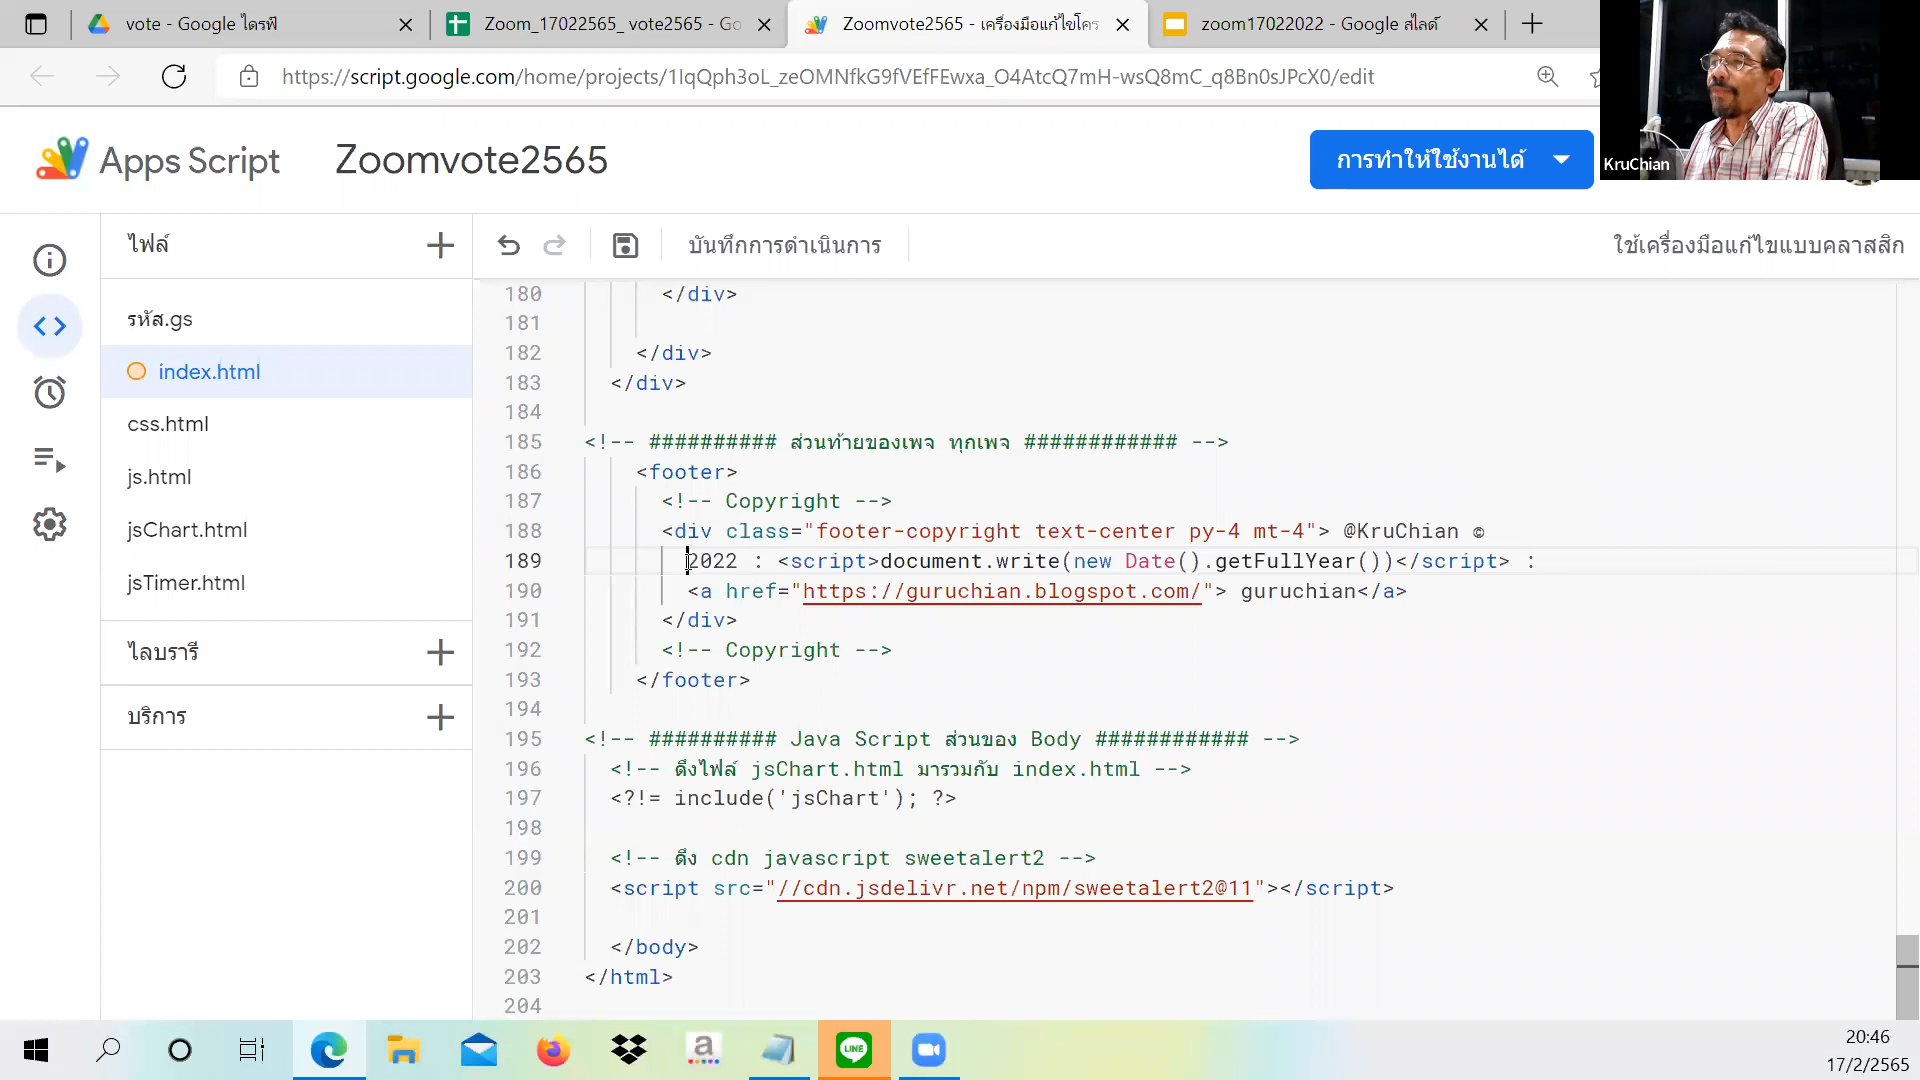 vote - Google ไดรฟ์
Zoom_17022565_ vote2565 - Go
Zoomvote2565 - เครื่องมือแก้ไขโคร
zoom17022022 - Google สไลด์
https://script.google.com/home/projects/1IqQph3oL_zeOMNfkG9fVEfFEwxa_O4AtcQ7mH-wsQ8mC_q8Bn0sJPcX0/edit
Apps Script
Zoomvote2565
การทำให้ใช้งานได้
KruChian
ไฟล์
บันทึกการดำเนินการ
ใช้เครื่องมือแก้ไขแบบคลาสสิก
รหัส.gs
index.html
css.html
js.html
jsChart.html
jsTimer.html
ไลบรารี
บริการ
180 </div>
181
182 </div>
183 </div>
184
185 <!-- ########## ส่วนท้ายของเพจ ทุกเพจ ############ -->
186 <footer>
187 <!-- Copyright -->
188 <div class="footer-copyright text-center py-4 mt-4"> @KruChian ©
189 2022 : <script>document.write(new Date().getFullYear())</script> :
190 <a href="https://guruchian.blogspot.com/"> guruchian</a>
191 </div>
192 <!-- Copyright -->
193 </footer>
194
195 <!-- ########## Java Script ส่วนของ Body ############ -->
196 <!-- ดึงไฟล์ jsChart.html มารวมกับ index.html -->
197 <?!= include('jsChart'); ?>
198
199 <!-- ดึง cdn javascript sweetalert2 -->
200 <script src="//cdn.jsdelivr.net/npm/sweetalert2@11"></script>
201
202 </body>
203 </html>
204
a
LINE
20:46
17/2/2565